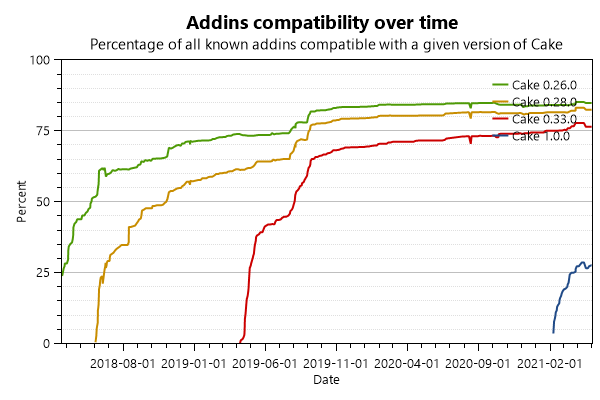 Addins compatibility over time
Percentage of all known addins compatible with a given version of Cake
100
75
50
25
0
Percent
Cake 0.26.0
Cake 0.28.0
Cake 0.33.0
Cake 1.0.0
2018-08-01 2019-01-01 2019-06-01 2019-11-01 2020-04-01 2020-09-01 2021-02-01
Date